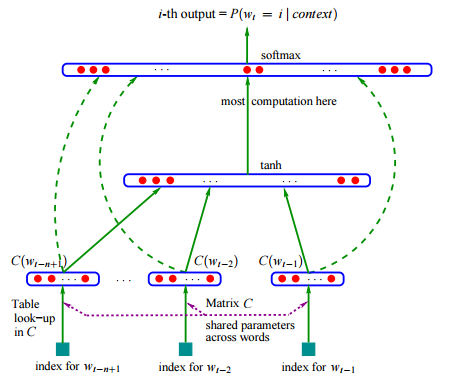 i-th output = P(w_t = i | context)
softmax
. . .
. . .
most computation here
tanh
. . .
. . .
C(w_{t−n+1})
C(w_{t−2})
C(w_{t−1})
. . .
. . .
. . .
. . .
Table
look−up
in C
Matrix C
shared parameters
across words
index for w_{t−n+1}
index for w_{t−2}
index for w_{t−1}